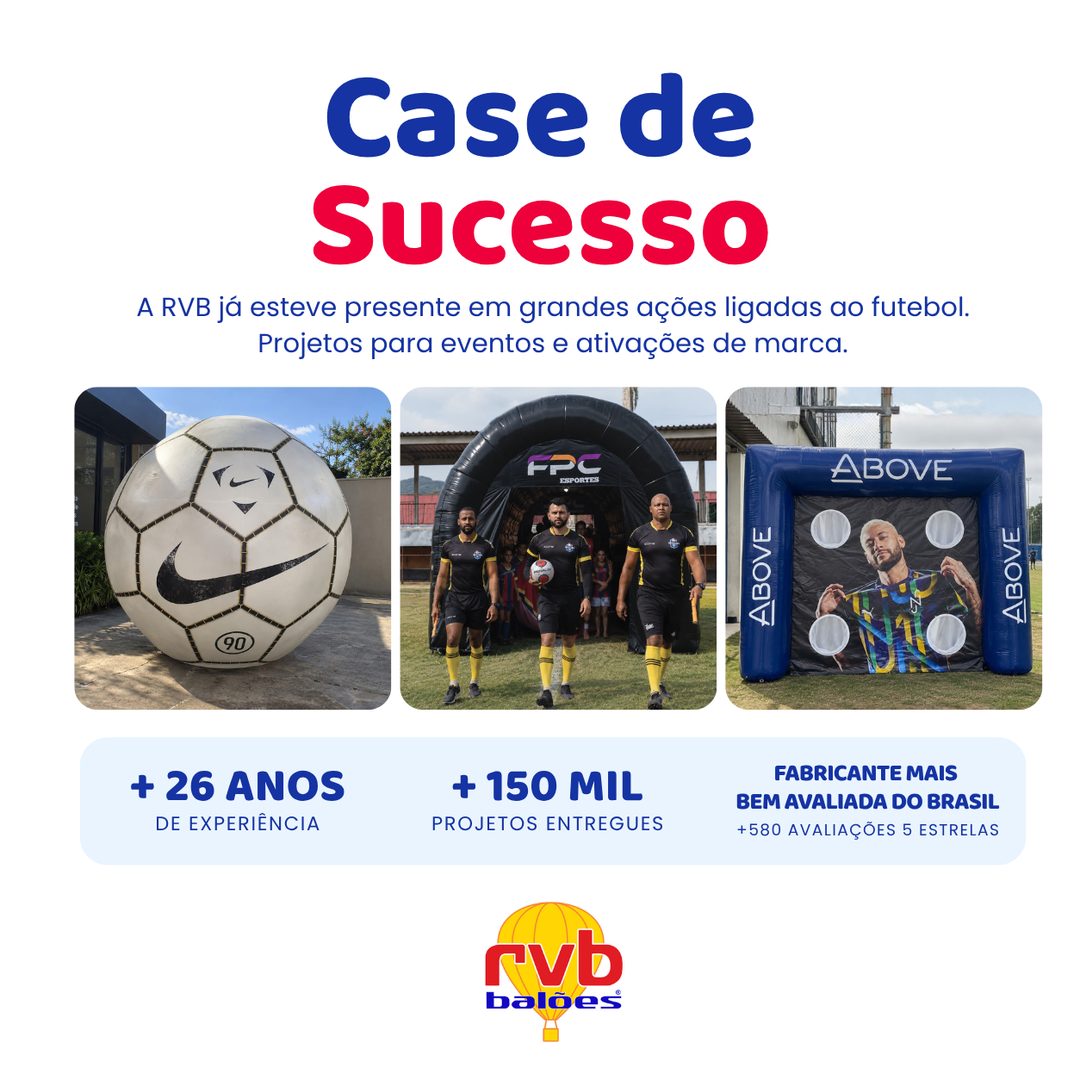 Case de
Sucesso
A RVB já esteve presente em grandes ações ligadas ao futebol.
Projetos para eventos e ativações de marca.
90
FPC
ESPORTES
ABOVE
ABOVE
ABOVE
+ 26 ANOS
DE EXPERIÊNCIA
+ 150 MIL
PROJETOS ENTREGUES
FABRICANTE MAIS
BEM AVALIADA DO BRASIL
+580 AVALIAÇÕES 5 ESTRELAS
rvb
balões®